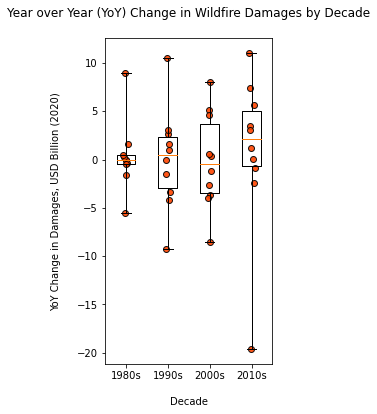 Year over Year (YoY) Change in Wildfire Damages by Decade
YoY Change in Damages, USD Billion (2020)
10
5
0
−5
−10
−15
−20
1980s 1990s 2000s 2010s
Decade